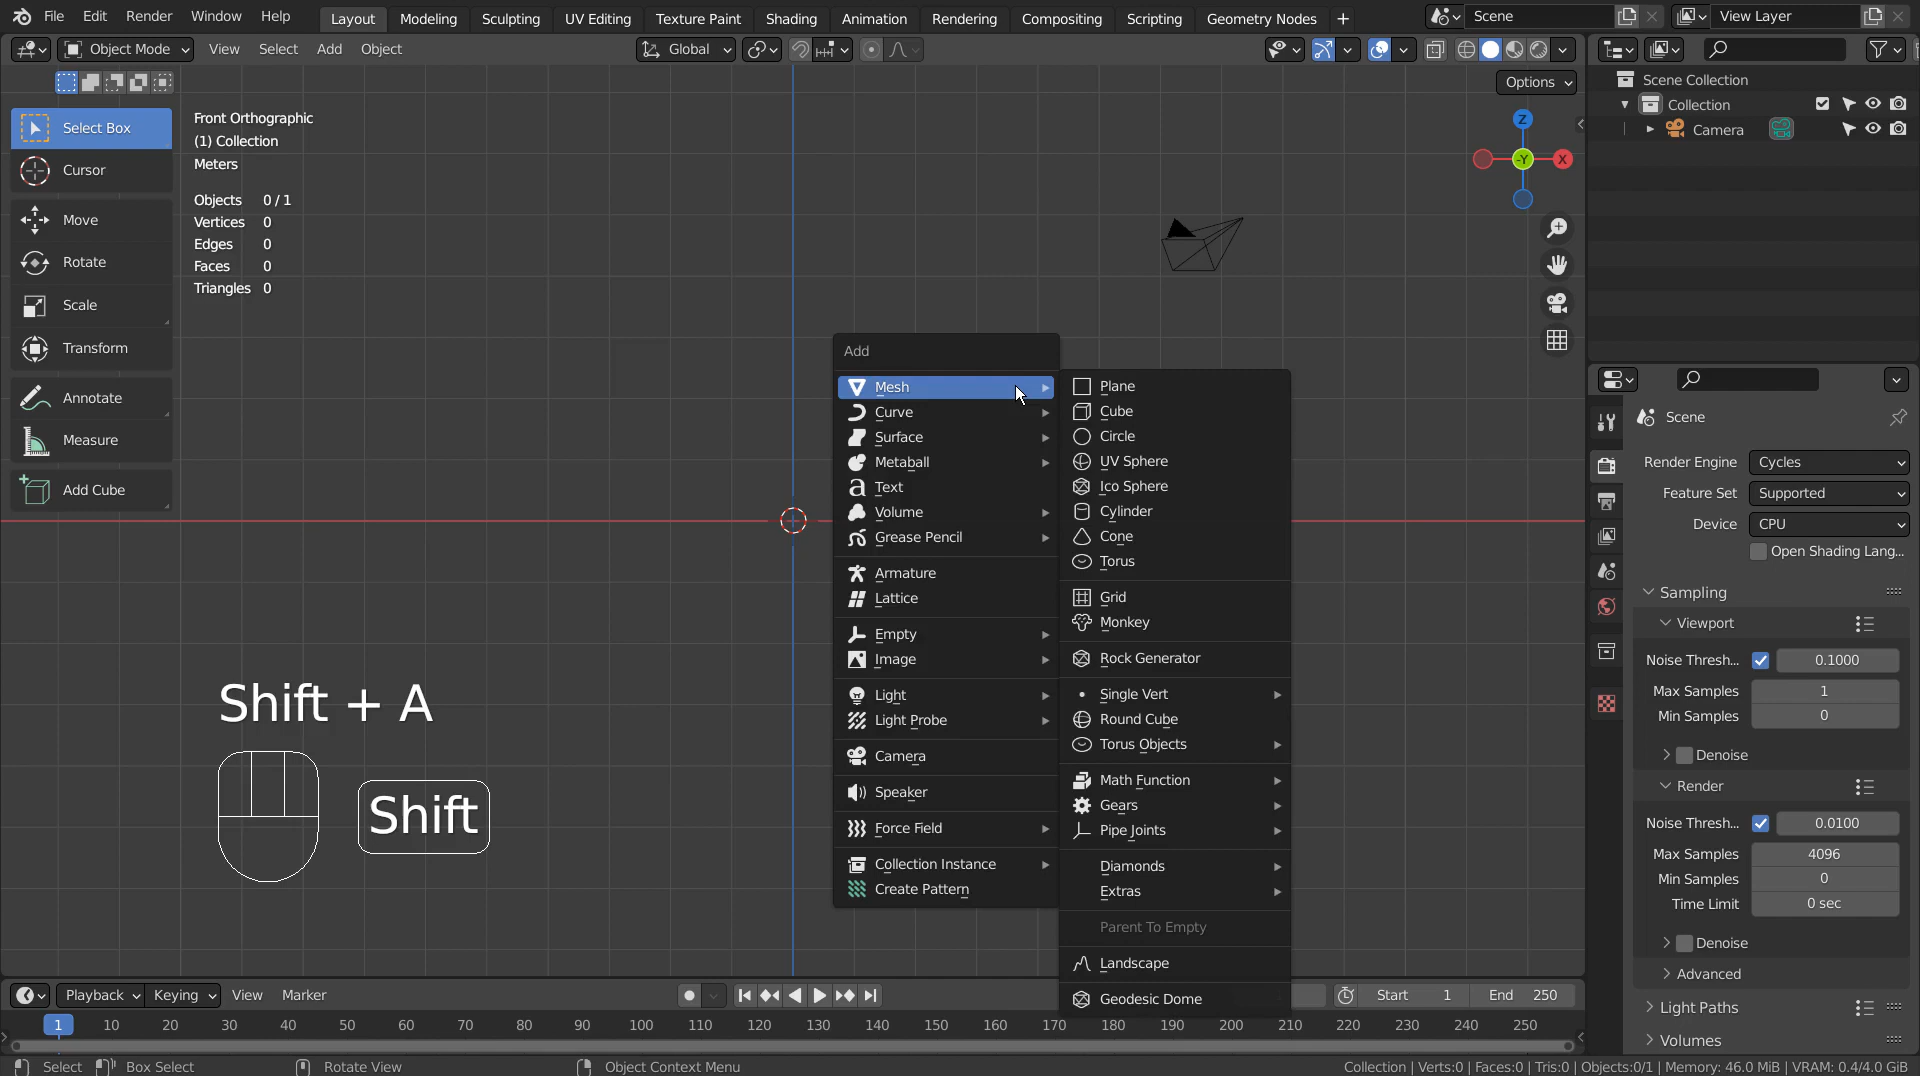 File Edit Render Window Help Layout Modeling Sculpting UV Editing Texture Paint Shading Animation Rendering Compositing Scripting Geometry Nodes + Scene View Layer
Object Mode View Select Add Object Global
Options
Select Box
Cursor
Move
Rotate
Scale
Transform
Annotate
Measure
Add Cube
Front Orthographic
(1) Collection
Meters
Objects 0 / 1
Vertices 0
Edges 0
Faces 0
Triangles 0
Z
-Y X
Add
Mesh
Curve
Surface
Metaball
Text
Volume
Grease Pencil
Armature
Lattice
Empty
Image
Light
Light Probe
Camera
Speaker
Force Field
Collection Instance
Create Pattern
Plane
Cube
Circle
UV Sphere
Ico Sphere
Cylinder
Cone
Torus
Grid
Monkey
Rock Generator
Single Vert
Round Cube
Torus Objects
Math Function
Gears
Pipe Joints
Diamonds
Extras
Parent To Empty
Landscape
Geodesic Dome
Shift + A
Shift
Scene Collection
Collection
Camera
Scene
Render Engine Cycles
Feature Set Supported
Device CPU
Open Shading Lang...
Sampling
Viewport
Noise Thresh... 0.1000
Max Samples 1
Min Samples 0
Denoise
Render
Noise Thresh... 0.0100
Max Samples 4096
Min Samples 0
Time Limit 0 sec
Denoise
Advanced
Light Paths
Volumes
Playback Keying View Marker Start 1 End 250
1 10 20 30 40 50 60 70 80 90 100 110 120 130 140 150 160 170 180 190 200 210 220 230 240 250
Select Box Select Rotate View Object Context Menu Collection | Verts:0 | Faces:0 | Tris:0 | Objects:0/1 | Memory: 46.0 MiB | VRAM: 0.4/4.0 GiB